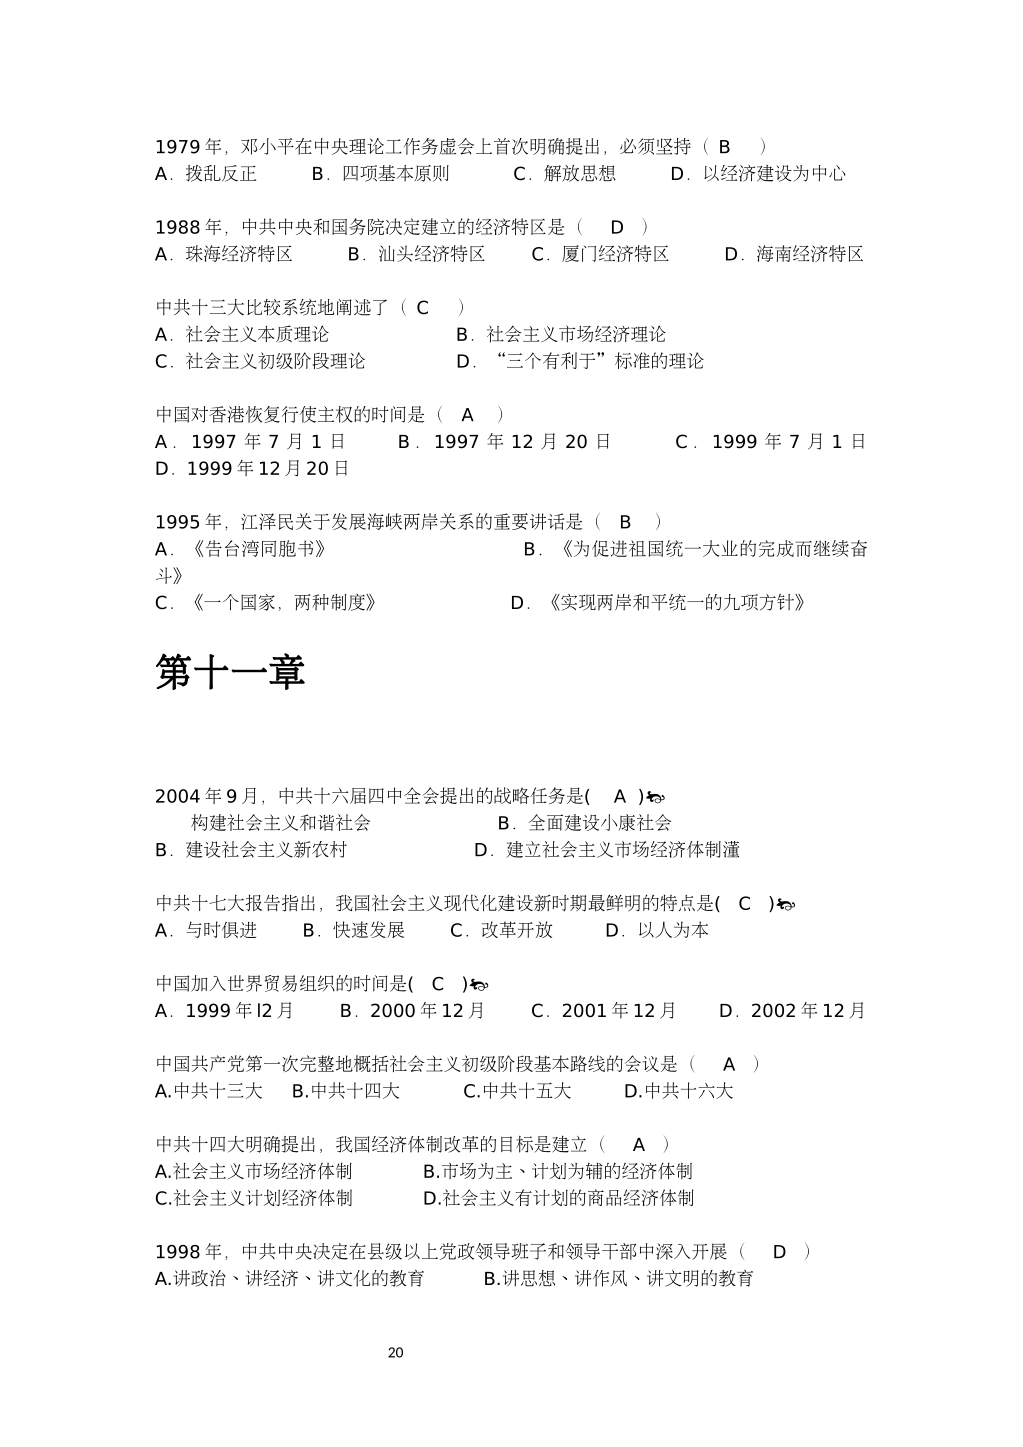 1979 年，邓小平在中央理论工作务虚会上首次明确提出，必须坚持（ B ）
A．拨乱反正 B．四项基本原则 C．解放思想 D．以经济建设为中心
1988 年，中共中央和国务院决定建立的经济特区是（ D ）
A．珠海经济特区 B．汕头经济特区 C．厦门经济特区 D．海南经济特区
中共十三大比较系统地阐述了（ C ）
A．社会主义本质理论 B．社会主义市场经济理论
C．社会主义初级阶段理论 D．“三个有利于”标准的理论
中国对香港恢复行使主权的时间是（ A ）
A．1997 年 7 月 1 日 B．1997 年 12 月 20 日 C．1999 年 7 月 1 日
D．1999 年 12 月 20 日
1995 年，江泽民关于发展海峡两岸关系的重要讲话是（ B ）
A．《告台湾同胞书》 B．《为促进祖国统一大业的完成而继续奋
斗》
C．《一个国家，两种制度》 D．《实现两岸和平统一的九项方针》
第十一章
2004 年 9 月，中共十六届四中全会提出的战略任务是( A )
构建社会主义和谐社会 B．全面建设小康社会
B．建设社会主义新农村 D．建立社会主义市场经济体制灌
中共十七大报告指出，我国社会主义现代化建设新时期最鲜明的特点是( C )
A．与时俱进 B．快速发展 C．改革开放 D．以人为本
中国加入世界贸易组织的时间是( C )
A．1999 年 l2 月 B．2000 年 12 月 C．2001 年 12 月 D．2002 年 12 月
中国共产党第一次完整地概括社会主义初级阶段基本路线的会议是（ A ）
A.中共十三大 B.中共十四大 C.中共十五大 D.中共十六大
中共十四大明确提出，我国经济体制改革的目标是建立（ A ）
A.社会主义市场经济体制 B.市场为主、计划为辅的经济体制
C.社会主义计划经济体制 D.社会主义有计划的商品经济体制
1998 年，中共中央决定在县级以上党政领导班子和领导干部中深入开展（ D ）
A.讲政治、讲经济、讲文化的教育 B.讲思想、讲作风、讲文明的教育
20